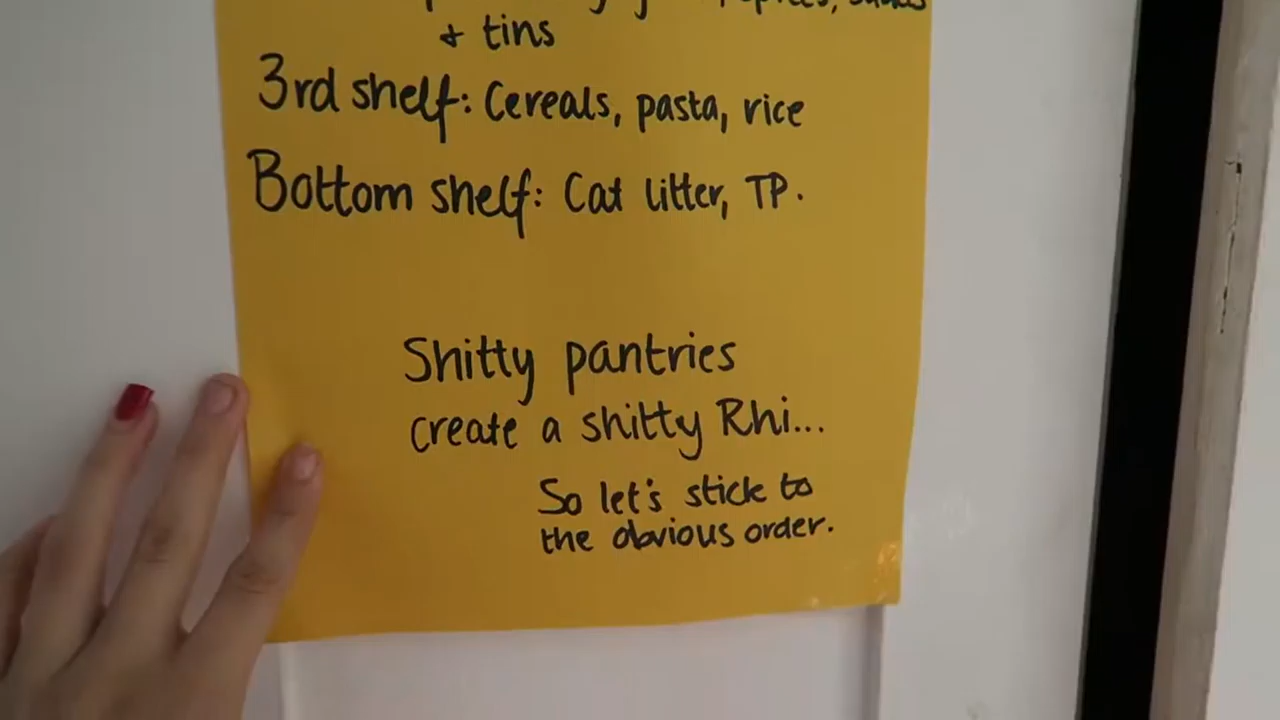 & tins
3rd shelf: Cereals, pasta, rice
Bottom shelf: Cat litter, TP.
Shitty pantries
create a shitty Rhi...
So let's stick to
the obvious order.